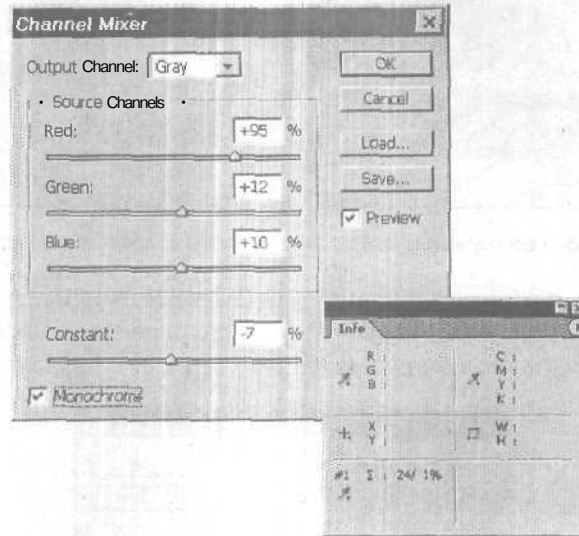 Channel Mixer
Output Channel: Gray
OK
Source Channels
Cancel
Red: +95 %
Load...
Green: +12 %
Save...
Preview
Blue: +10 %
Constant: -7 %
Monochrome
Info
R :
G :
B :
C :
M :
Y :
K :
X :
Y :
W :
H :
#1 Σ : 24/ 1%